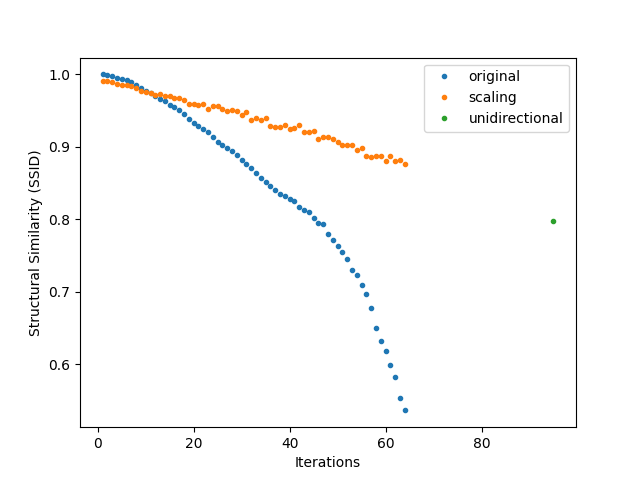 original
scaling
unidirectional
1.0
0.9
0.8
0.7
0.6
Structural Similarity (SSID)
0
20
40
60
80
Iterations